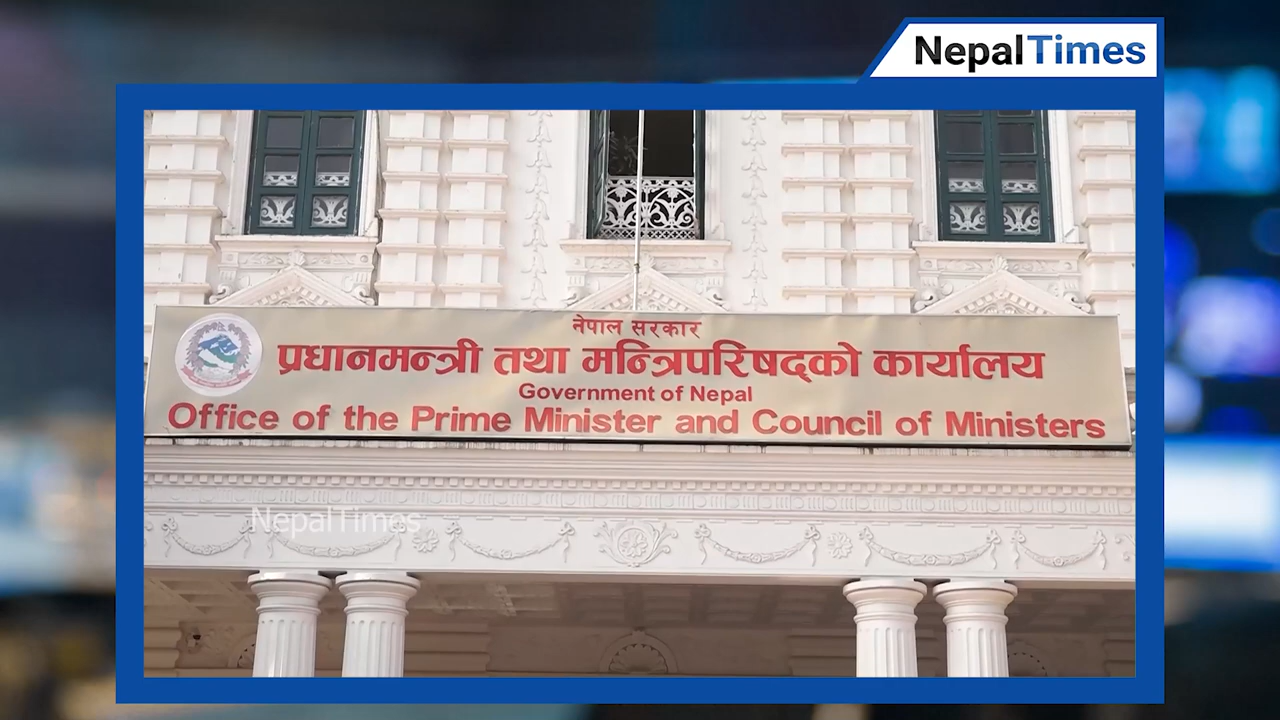 NepalTimes
नेपाल सरकार
प्रधानमन्त्री तथा मन्त्रिपरिषद्को कार्यालय
Government of Nepal
Office of the Prime Minister and Council of Ministers
NepalTimes